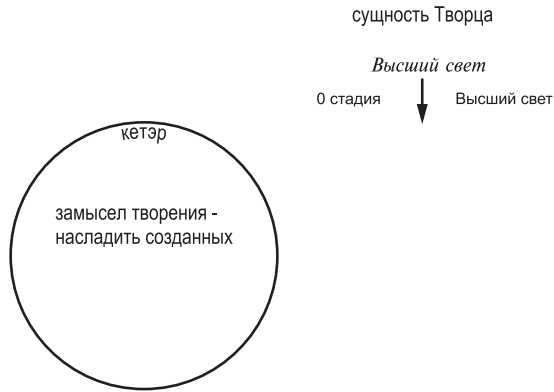 сущность Творца
Высший свет
0 стадия
Высший свет
кетэр
замысел творения -
насладить созданных